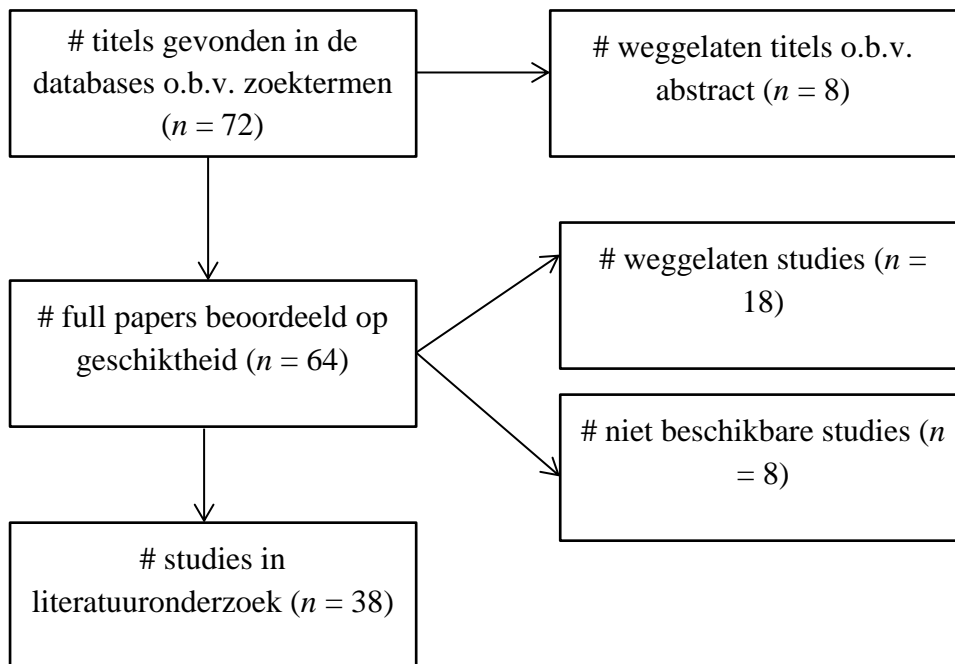 # titels gevonden in de
databases o.b.v. zoektermen
(n = 72)
# weggelaten titels o.b.v.
abstract (n = 8)
# weggelaten studies (n =
18)
# full papers beoordeeld op
geschiktheid (n = 64)
# niet beschikbare studies (n
= 8)
# studies in
literatuuronderzoek (n = 38)